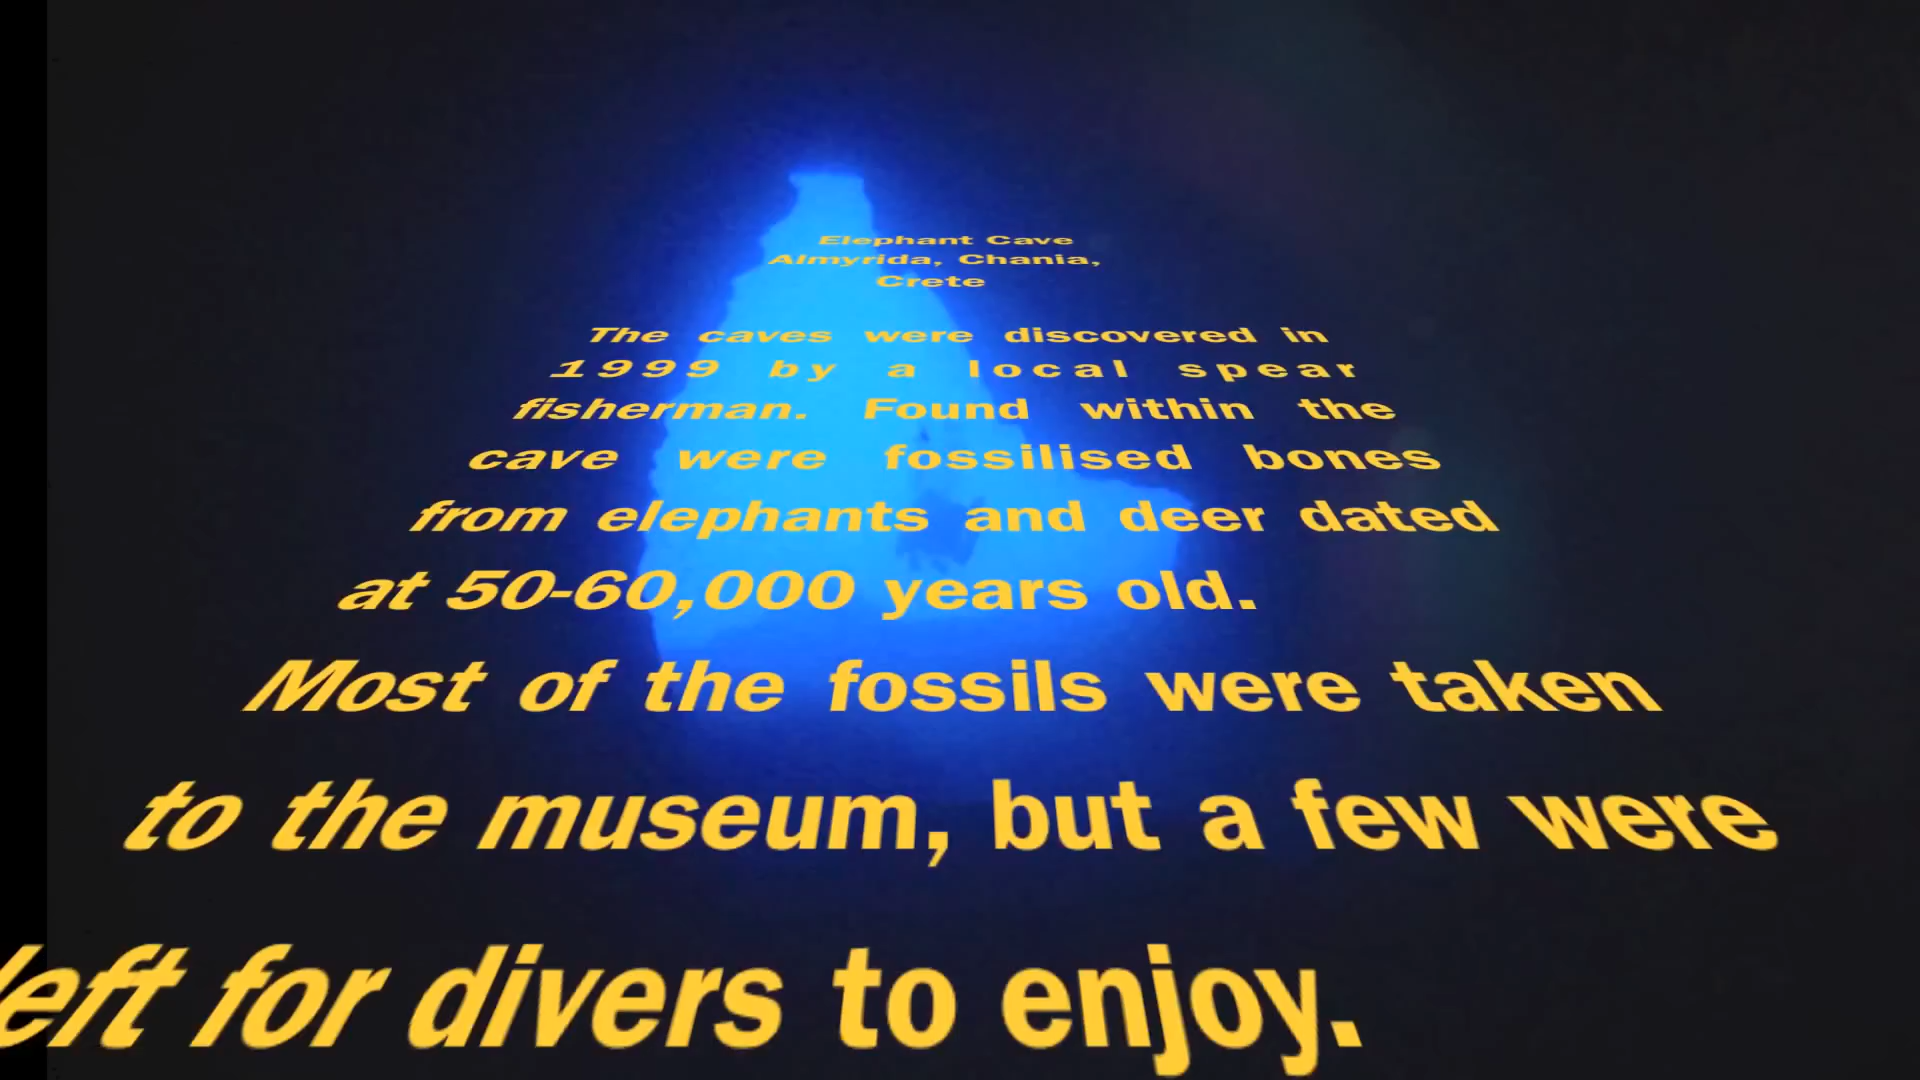 Elephant Cave
Almyrida, Chania,
Crete
The caves were discovered in
1999 by a local spear
fisherman. Found within the
cave were fossilised bones
from elephants and deer dated
at 50-60,000 years old.
Most of the fossils were taken
to the museum, but a few were
left for divers to enjoy.